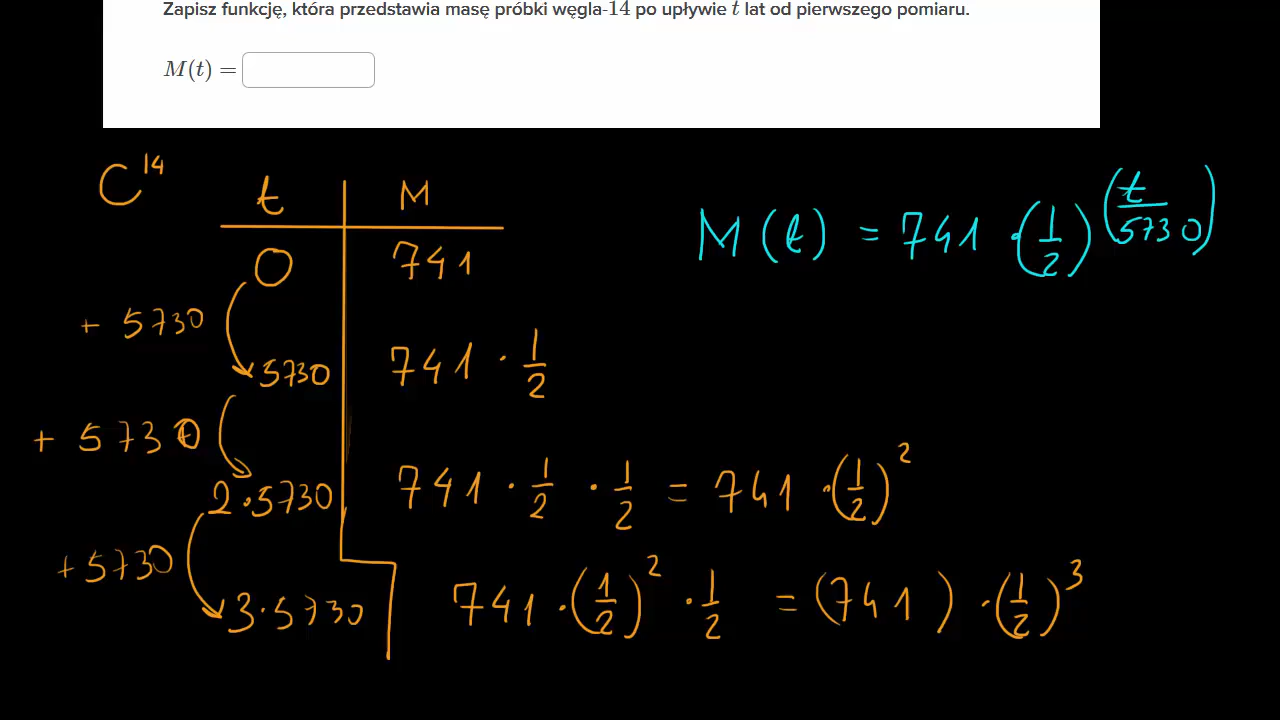 Zapisz funkcję, która przedstawia masę próbki węgla-14 po upływie t lat od pierwszego pomiaru.
M(t) =
C^14
t M
0 741
+ 5730
5730 741 · 1/2
+ 5730
2·5730 741 · 1/2 · 1/2 = 741 · (1/2)^2
+5730
3·5730 741 · (1/2)^2 · 1/2 = (741) · (1/2)^3
M(t) = 741 · (1/2)^(t/5730)